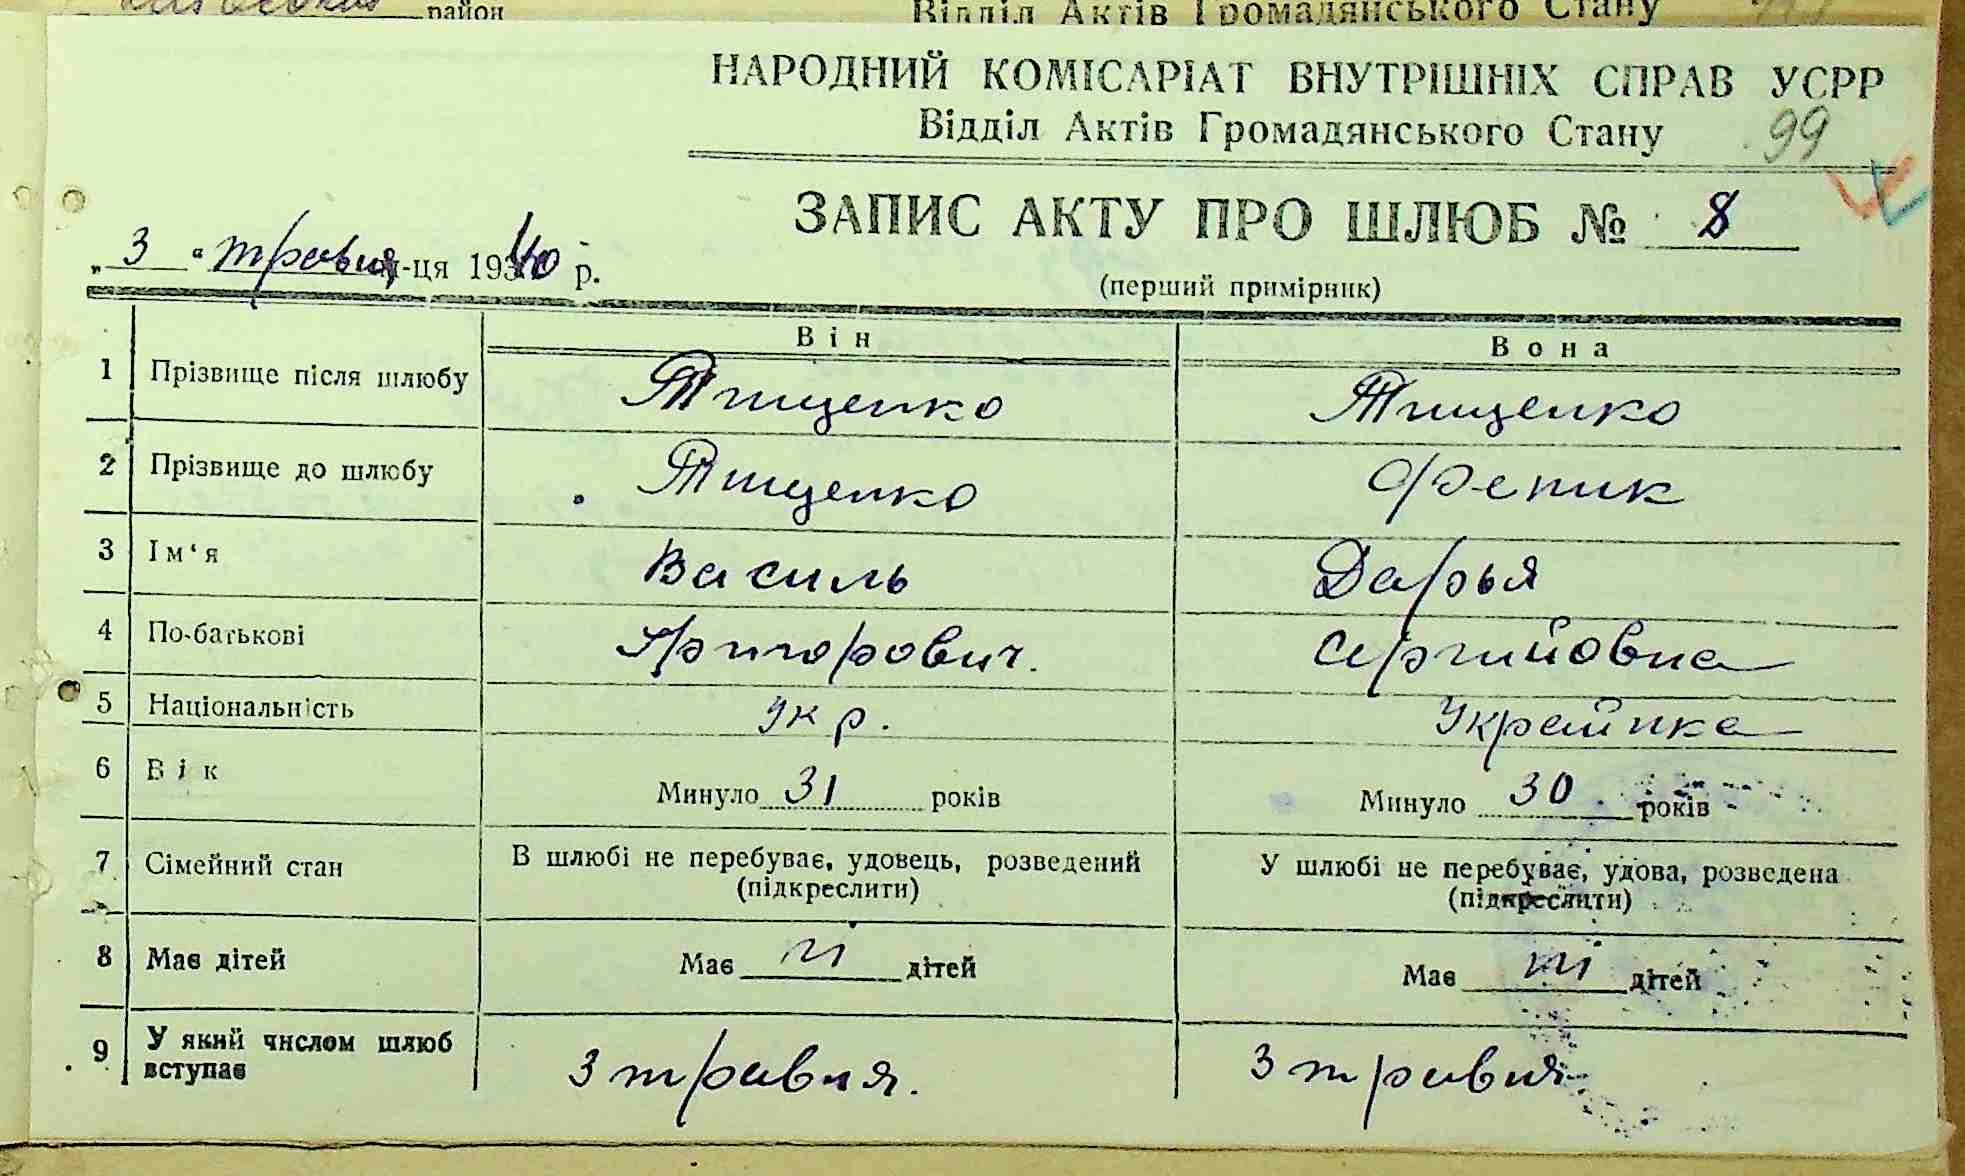 район
Відділ Актів Громадянського Стану
НАРОДНИЙ КОМІСАРІАТ ВНУТРІШНІХ СПРАВ УСРР
Відділ Актів Громадянського Стану 99
ЗАПИС АКТУ ПРО ШЛЮБ № 8
„ 3 " травня м-ця 1940 р.
(перший примірник)
Він Вона
1 Прізвище після шлюбу Тищенко Тищенко
2 Прізвище до шлюбу Тищенко
3 Ім'я Василь Дарья
4 По-батькові Григорович. Сергийовна
5 Національність Укр. Украйнка
6 Вік Минуло 31 років Минуло 30 років
7 Сімейний стан В шлюбі не перебуває, удовець, розведений У шлюбі не перебуває, удова, розведена
(підкреслити) (підкреслити)
8 Має дітей Має ні дітей Має ні дітей
9 У який числом шлюб вступає 3 травня. 3 травня.